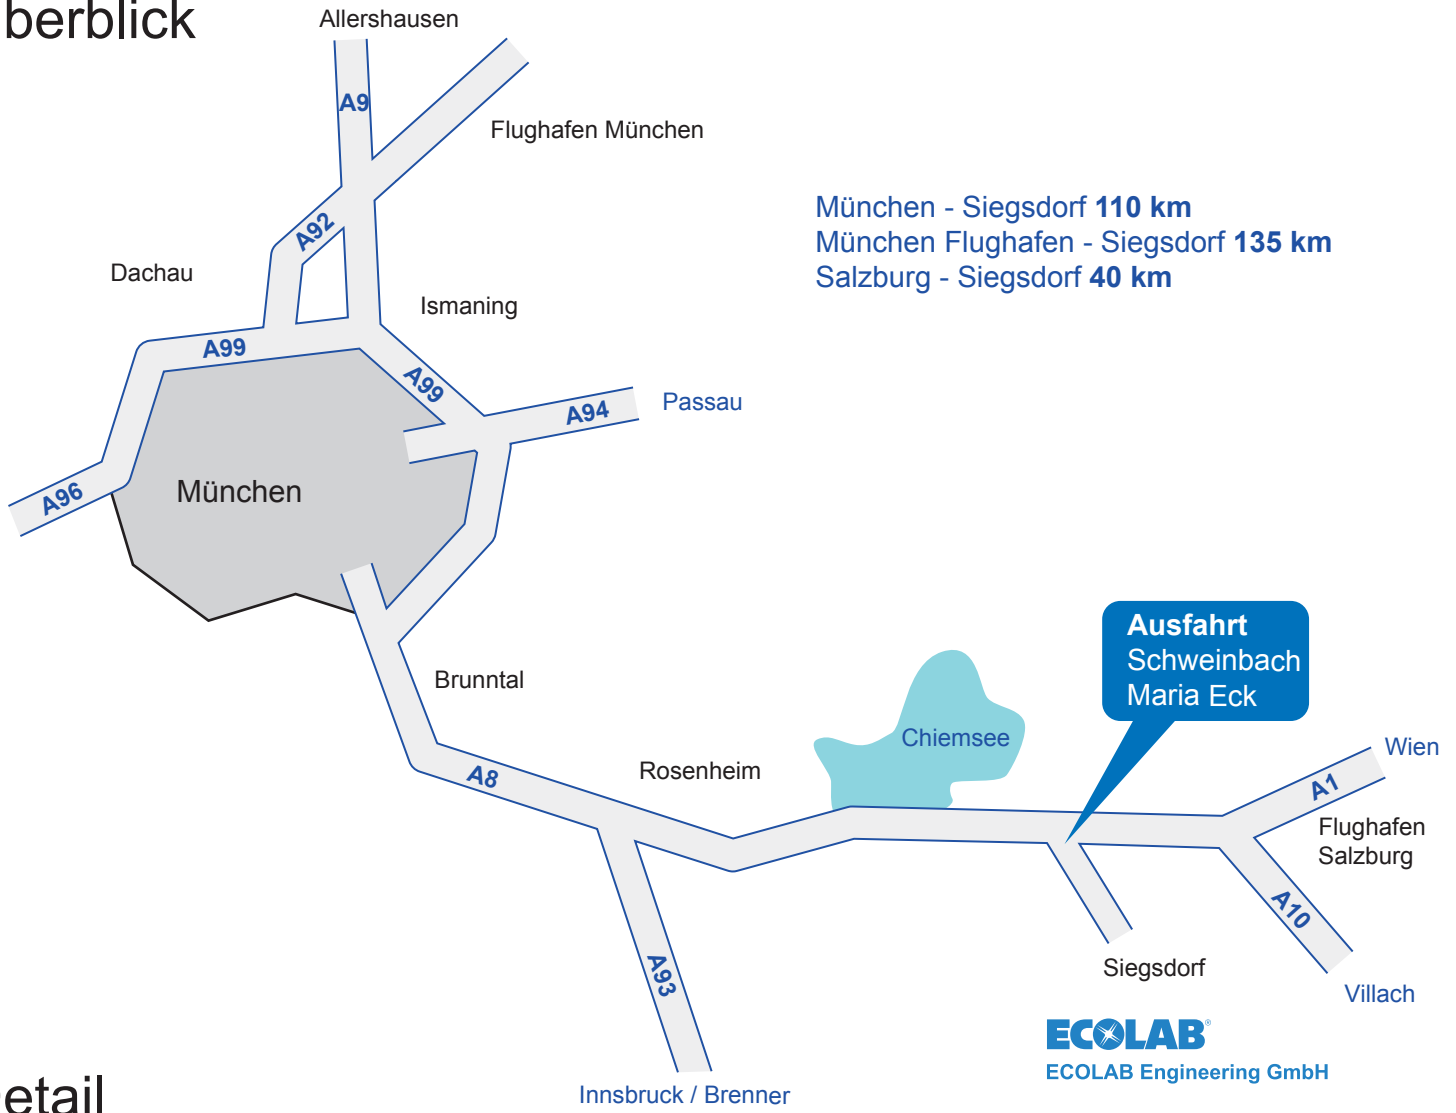 berblick
Allershausen
A9
Flughafen München
München - Siegsdorf 110 km
München Flughafen - Siegsdorf 135 km
Salzburg - Siegsdorf 40 km
A92
Dachau
Ismaning
A99
A99
A94
Passau
A96
München
Ausfahrt
Schweinbach
Maria Eck
Brunntal
Chiemsee
Wien
Rosenheim
A8
A1
Flughafen
Salzburg
A10
A93
Siegsdorf
Villach
ECOLAB®
ECOLAB Engineering GmbH
Innsbruck / Brenner
etail